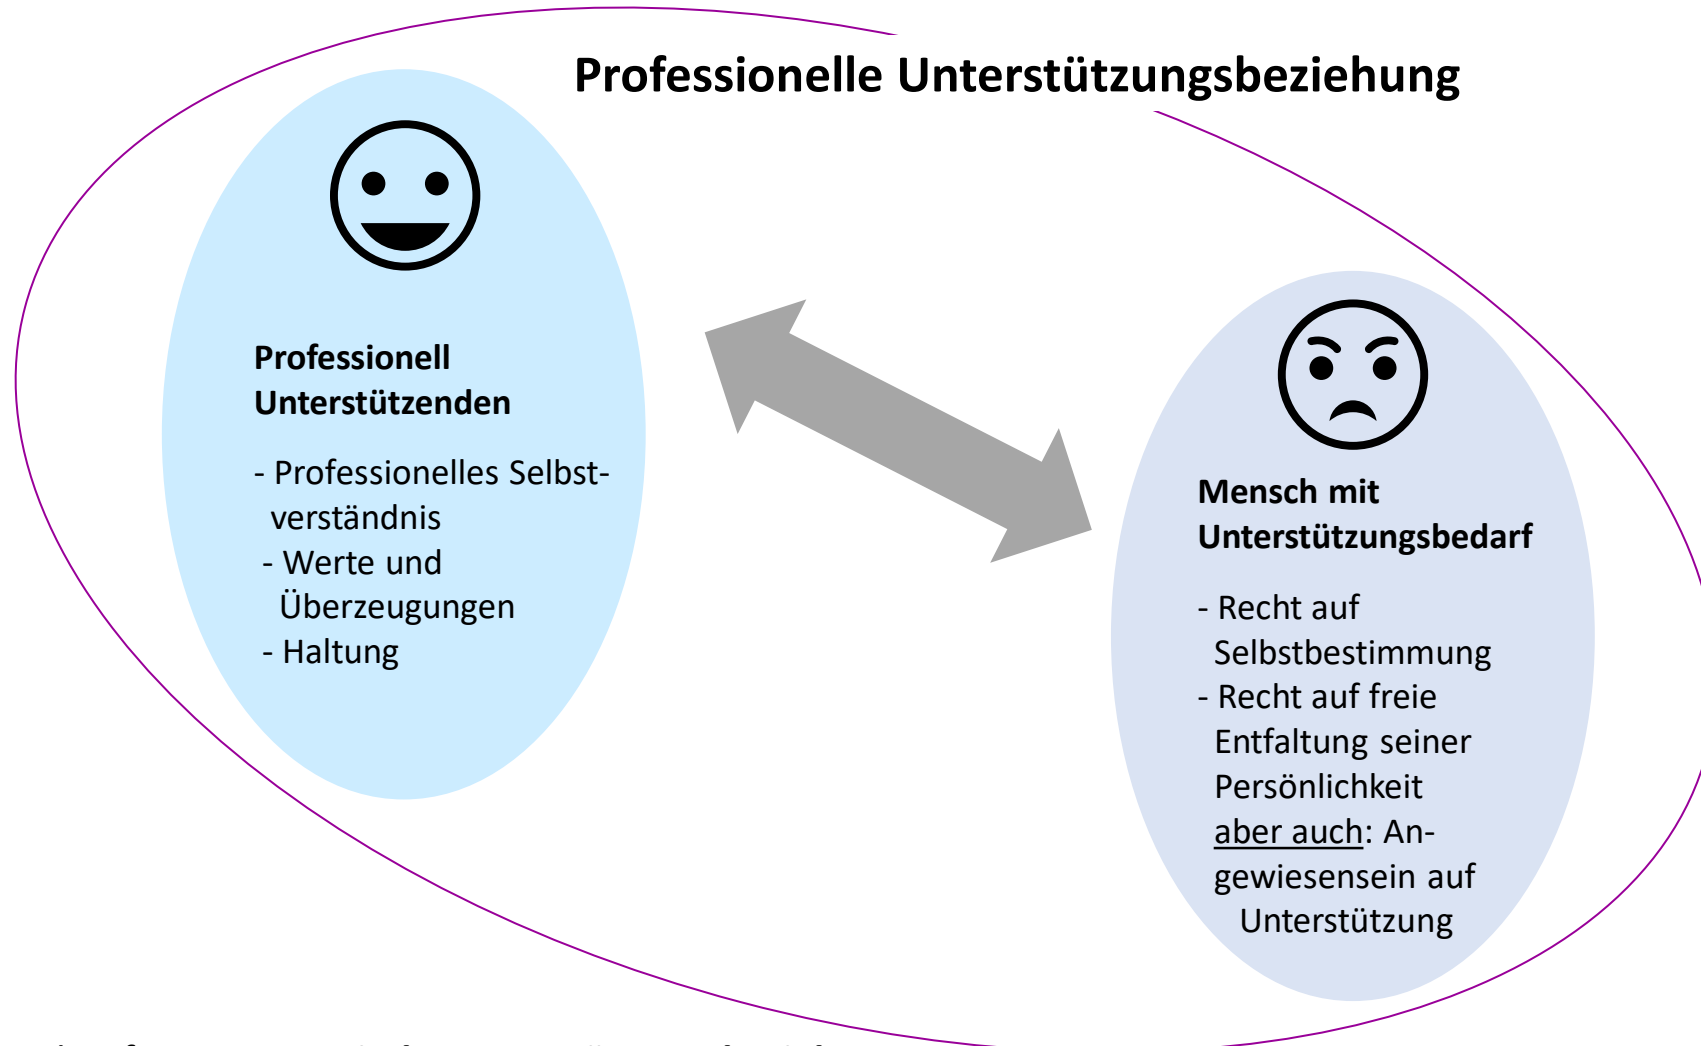 Professionelle Unterstützungsbeziehung
Professionell
Unterstützenden
- Professionelles Selbst-
verständnis
- Werte und
Überzeugungen
- Haltung
Mensch mit
Unterstützungsbedarf
- Recht auf
Selbstbestimmung
- Recht auf freie
Entfaltung seiner
Persönlichkeit
aber auch: An-
gewiesensein auf
Unterstützung